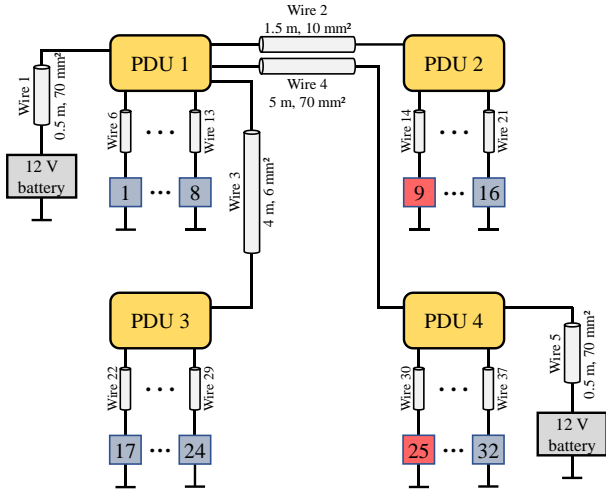 Wire 2
1.5 m, 10 mm²
Wire 1
0.5 m, 70 mm²
PDU 1
PDU 2
Wire 4
5 m, 70 mm²
Wire 6
Wire 13
Wire 14
Wire 21
12 V
battery
Wire 3
4 m, 6 mm²
1
8
9
16
PDU 3
PDU 4
Wire 5
0.5 m, 70 mm²
Wire 22
Wire 29
Wire 30
Wire 37
12 V
battery
17
24
25
32